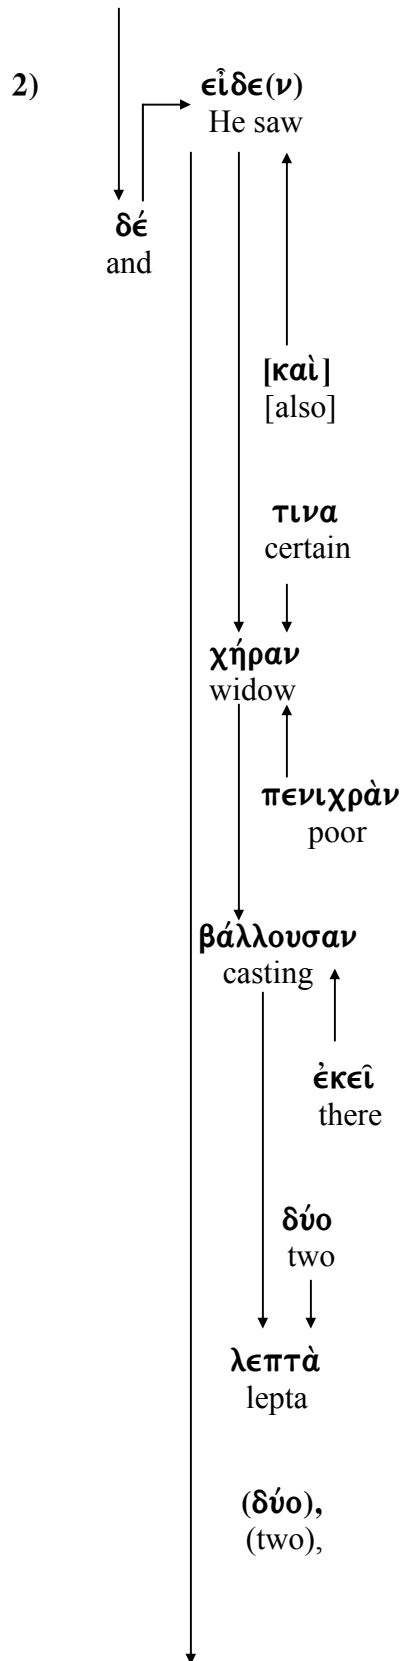 2) εἶδε(ν)
He saw
δέ
and
[καὶ]
[also]
τινα
certain
χήραν
widow
πενιχρὰν
poor
βάλλουσαν
casting
ἐκεῖ
there
δύο
two
λεπτὰ
lepta
(δύο),
(two),